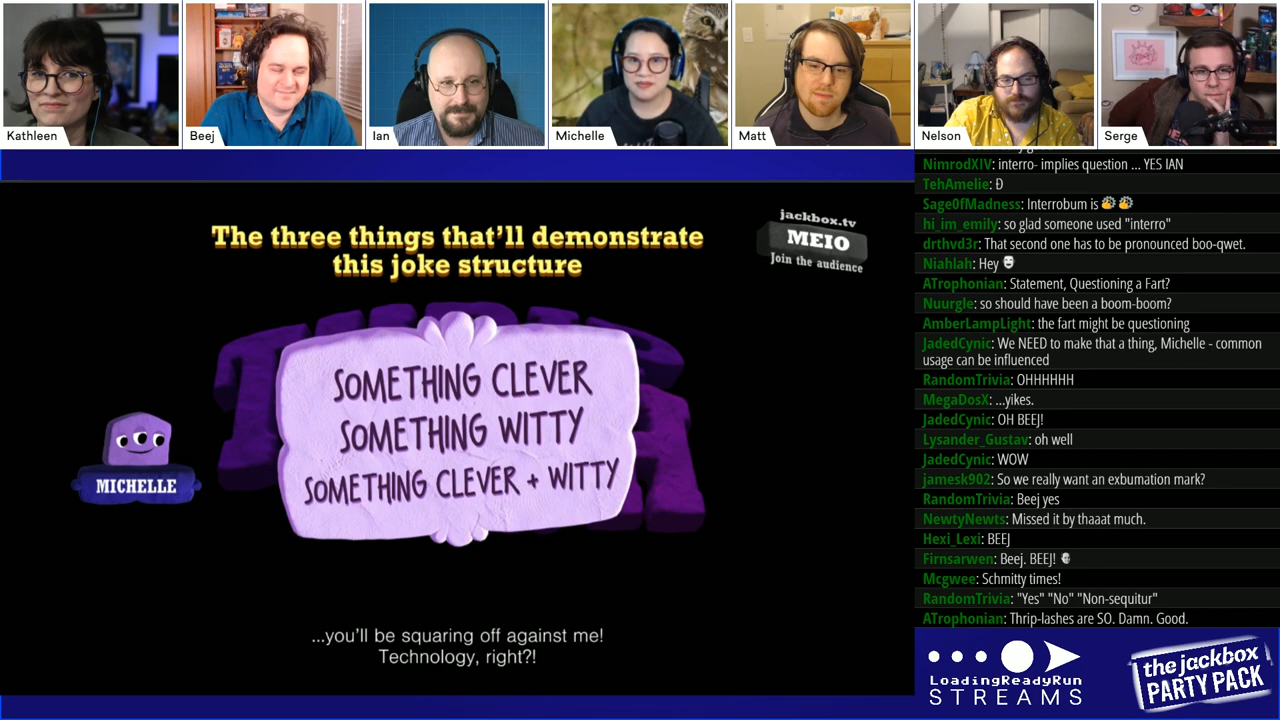 Kathleen
Beej
Ian
Michelle
Matt
Nelson
Serge
The three things that'll demonstrate
this joke structure
jackbox.tv
MEIO
Join the audience
SOMETHING CLEVER
SOMETHING WITTY
SOMETHING CLEVER + WITTY
MICHELLE
...you'll be squaring off against me!
Technology, right?!
NimrodXIV: interro- implies question ... YES IAN
TehAmelie: Đ
SageOfMadness: Interrobum is
hi_im_emily: so glad someone used "interro"
drthvd3r: That second one has to be pronounced boo-qwet.
Niahlah: Hey
ATrophonian: Statement, Questioning a Fart?
Nuurgle: so should have been a boom-boom?
AmberLampLight: the fart might be questioning
JadedCynic: We NEED to make that a thing, Michelle - common
usage can be influenced
RandomTrivia: OHHHHHH
MegaDosX: ...yikes.
JadedCynic: OH BEEJ!
Lysander_Gustav: oh well
JadedCynic: WOW
jamesk902: So we really want an exbumation mark?
RandomTrivia: Beej yes
NewtyNewts: Missed it by thaaat much.
Hexi_Lexi: BEEJ
Firnsarwen: Beej. BEEJ!
Mcgwee: Schmitty times!
RandomTrivia: "Yes" "No" "Non-sequitur"
ATrophonian: Thrip-lashes are SO. Damn. Good.
LoadingReadyRun
STREAMS
the jackbox
PARTY PACK